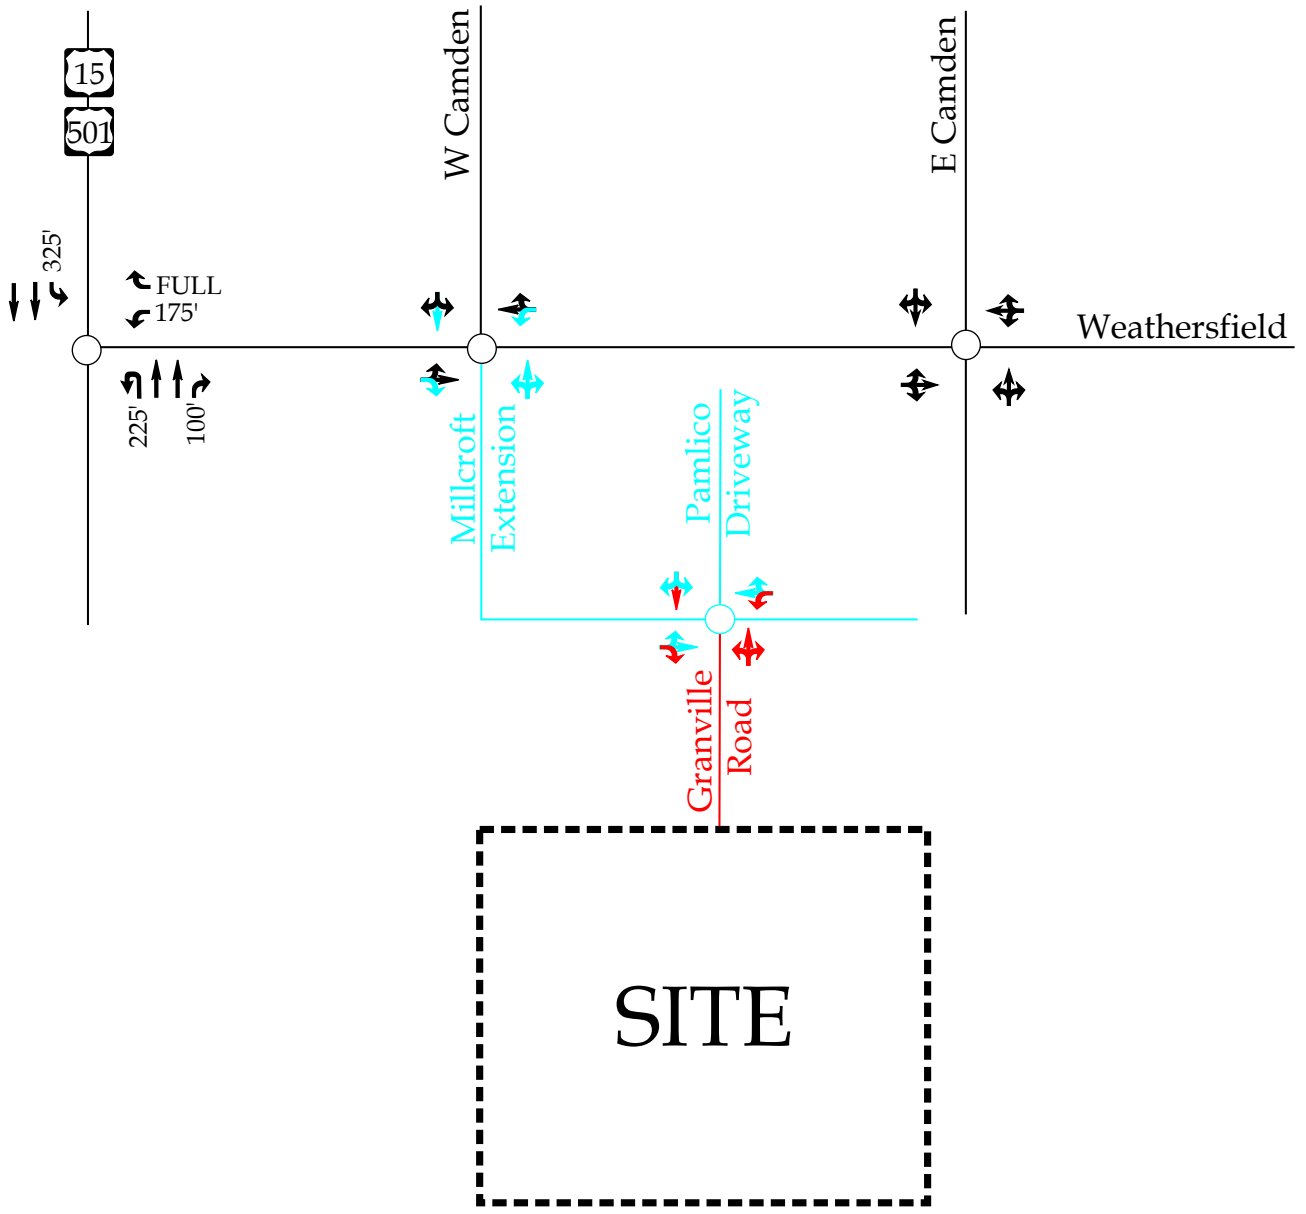 15
501
W Camden
E Camden
325'
FULL
175'
Weathersfield
225'
100'
Millcroft
Extension
Pamlico
Driveway
Granville
Road
SITE